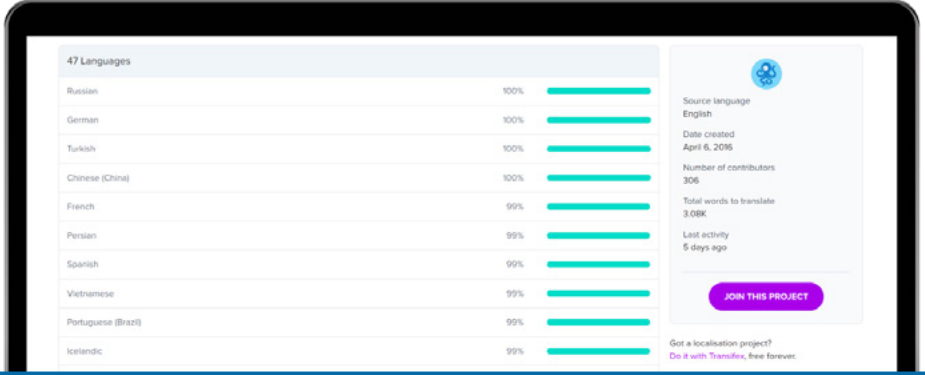 47 Languages
Russian 100%
German 100%
Turkish 100%
Chinese (China) 100%
French 99%
Persian 99%
Spanish 99%
Vietnamese 99%
Portuguese (Brazil) 99%
Icelandic 99%
Source language
English
Date created
April 6, 2016
Number of contributors
306
Total words to translate
3.08K
Last activity
5 days ago
JOIN THIS PROJECT
Got a localisation project?
Do it with Transifex, free forever.